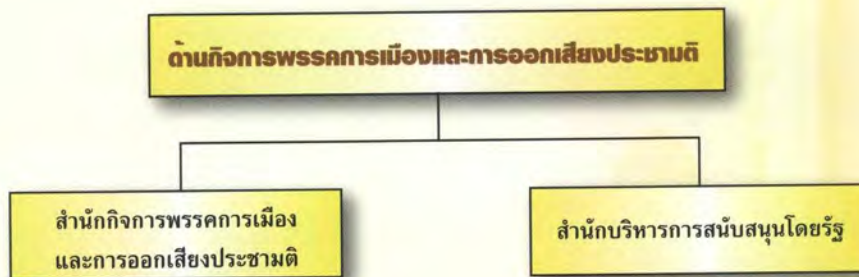 ด้านกิจการพรรคการเมืองและการออกเสียงประชามติ
สำนักกิจการพรรคการเมือง
และการออกเสียงประชามติ
สำนักบริหารการสนับสนุนโดยรัฐ